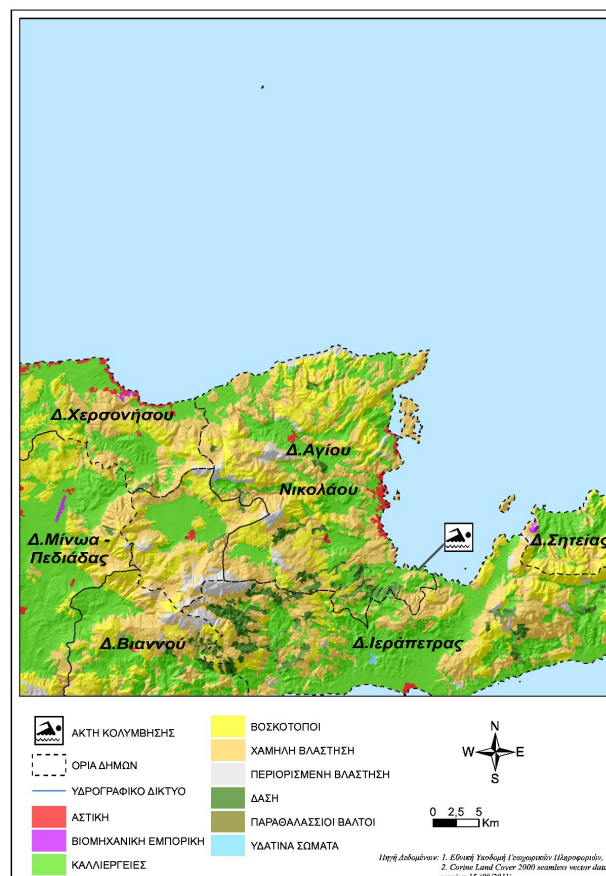 Δ.Χερσονήσου
Δ.Αγίου
Νικολάου
Δ.Μίνωα -
Πεδιάδας
Δ.Σητείας
Δ.Βιαννού
Δ.Ιεράπετρας
ΑΚΤΗ ΚΟΛΥΜΒΗΣΗΣ
ΟΡΙΑ ΔΗΜΩΝ
ΥΔΡΟΓΡΑΦΙΚΟ ΔΙΚΤΥΟ
ΑΣΤΙΚΗ
ΒΙΟΜΗΧΑΝΙΚΗ ΕΜΠΟΡΙΚΗ
ΚΑΛΛΙΕΡΓΕΙΕΣ
ΒΟΣΚΟΤΟΠΟΙ
ΧΑΜΗΛΗ ΒΛΑΣΤΗΣΗ
ΠΕΡΙΟΡΙΣΜΕΝΗ ΒΛΑΣΤΗΣΗ
ΔΑΣΗ
ΠΑΡΑΘΑΛΑΣΣΙΟΙ ΒΑΛΤΟΙ
ΥΔΑΤΙΝΑ ΣΩΜΑΤΑ
N
W E
S
0 2,5 5
Km
Πηγή Δεδομένων: 1. Εθνική Υποδομή Γεωχωρικών Πληροφοριών,
2. Corine Land Cover 2000 seamless vector data